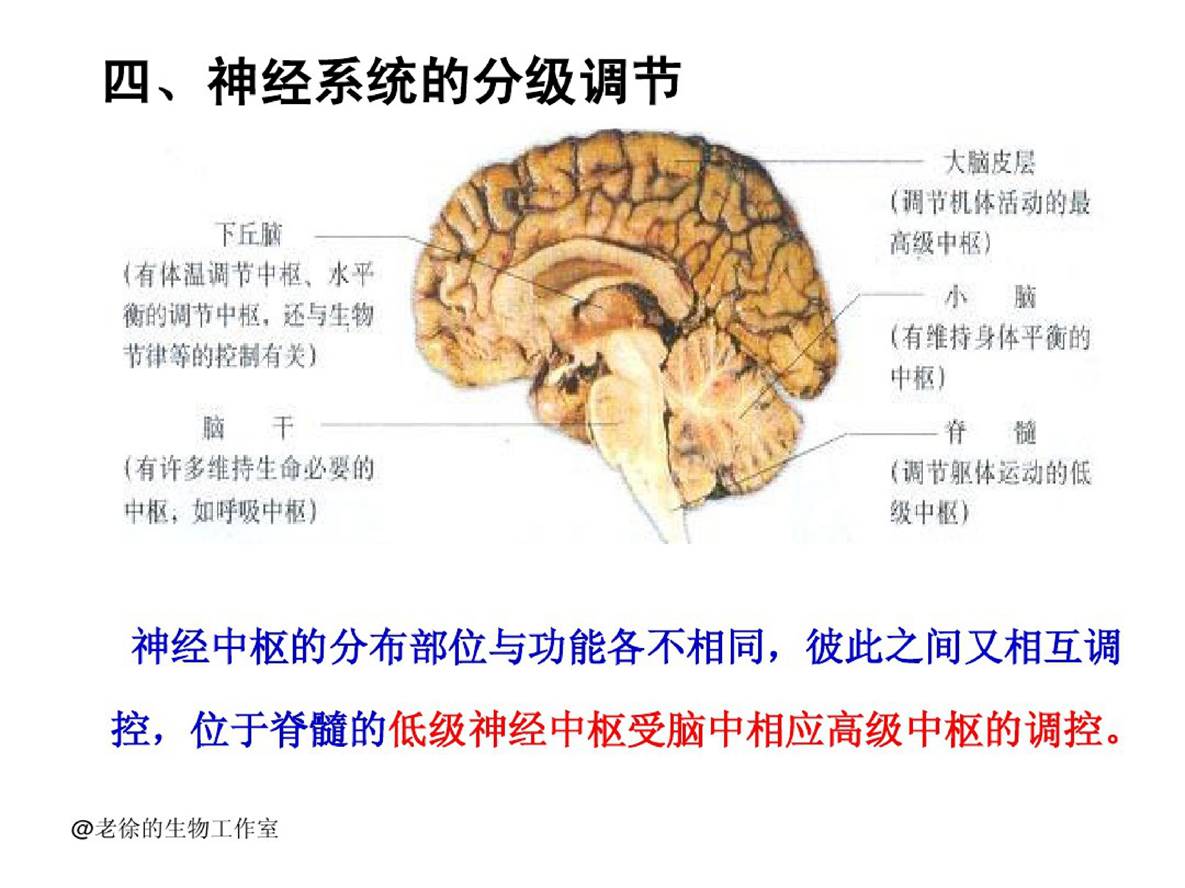 四、神经系统的分级调节
大脑皮层
(调节机体活动的最
高级中枢)
下丘脑
(有体温调节中枢、水平
衡的调节中枢，还与生物
节律等的控制有关)
小 脑
(有维持身体平衡的
中枢)
脑 干
(有许多维持生命必要的
中枢，如呼吸中枢)
脊 髓
(调节躯体运动的低
级中枢)
神经中枢的分布部位与功能各不相同，彼此之间又相互调
控，位于脊髓的低级神经中枢受脑中相应高级中枢的调控。
@老徐的生物工作室